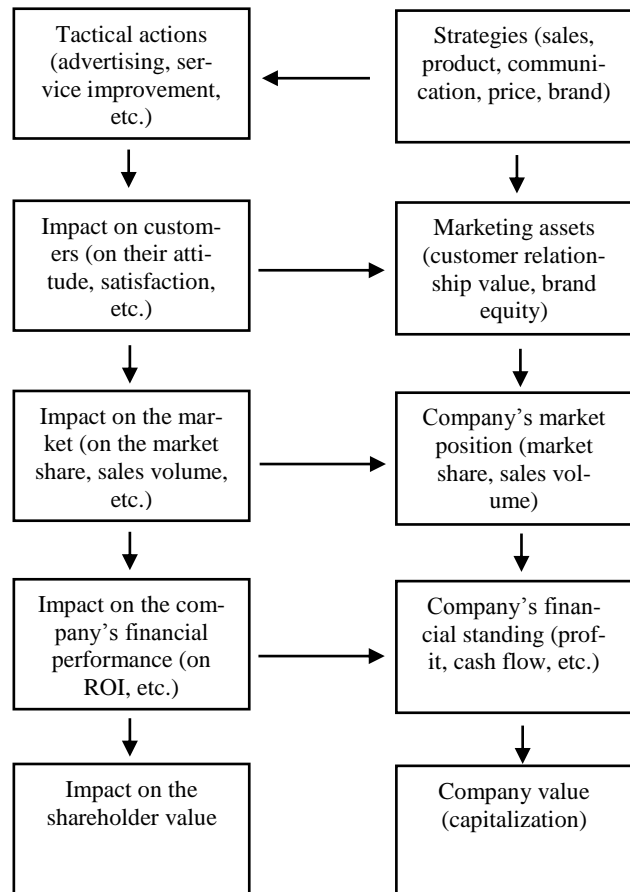 Tactical actions
(advertising, ser-
vice improvement,
etc.)
Strategies (sales,
product, communi-
cation, price, brand)
Impact on custom-
ers (on their atti-
tude, satisfaction,
etc.)
Marketing assets
(customer relation-
ship value, brand
equity)
Impact on the mar-
ket (on the market
share, sales volume,
etc.)
Company’s market
position (market
share, sales vol-
ume)
Impact on the com-
pany’s financial
performance (on
ROI, etc.)
Company’s finan-
cial standing (prof-
it, cash flow, etc.)
Impact on the
shareholder value
Company value
(capitalization)